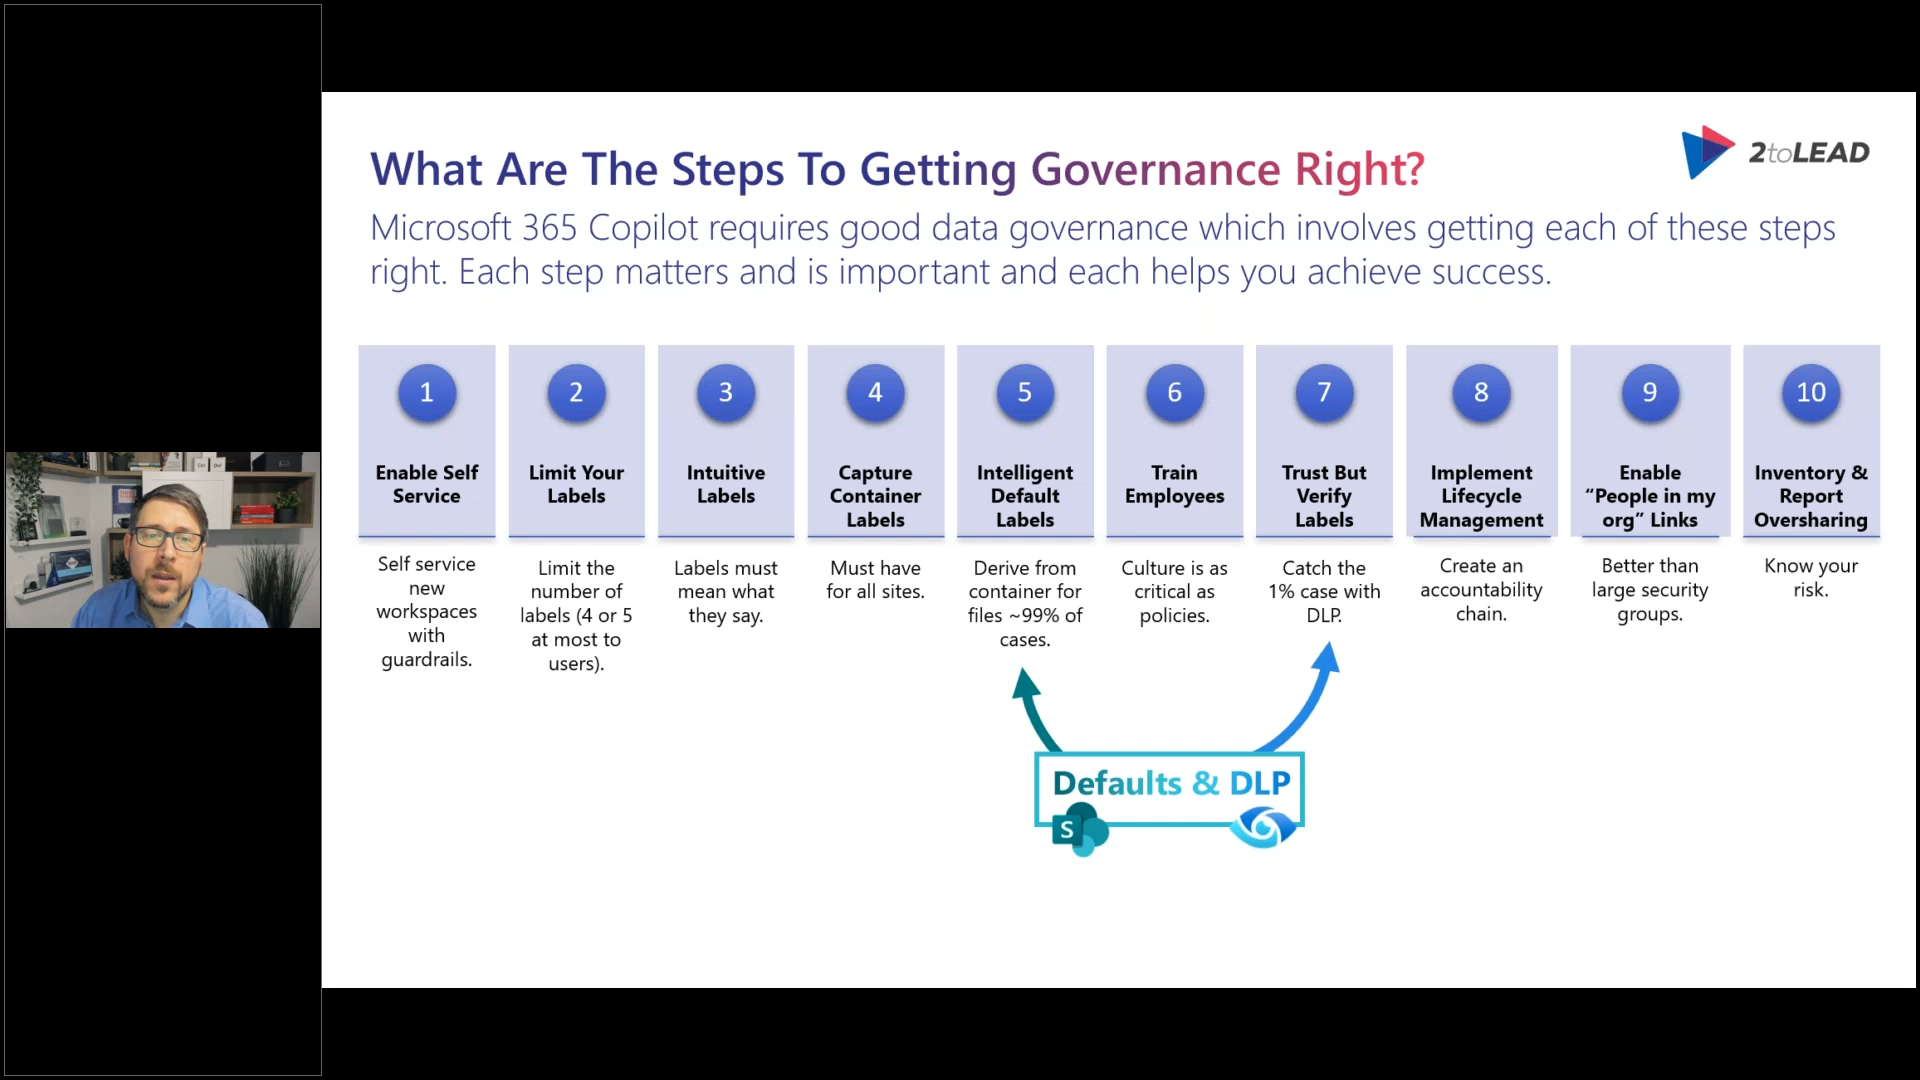 2toLEAD
What Are The Steps To Getting Governance Right?
Microsoft 365 Copilot requires good data governance which involves getting each of these steps
right. Each step matters and is important and each helps you achieve success.
1
Enable Self
Service
Self service
new
workspaces
with
guardrails.
2
Limit Your
Labels
Limit the
number of
labels (4 or 5
at most to
users).
3
Intuitive
Labels
Labels must
mean what
they say.
4
Capture
Container
Labels
Must have
for all sites.
5
Intelligent
Default
Labels
Derive from
container for
files ~99% of
cases.
6
Train
Employees
Culture is as
critical as
policies.
7
Trust But
Verify
Labels
Catch the
1% case with
DLP.
8
Implement
Lifecycle
Management
Create an
accountability
chain.
9
Enable
“People in my
org” Links
Better than
large security
groups.
10
Inventory &
Report
Oversharing
Know your
risk.
Defaults & DLP
S